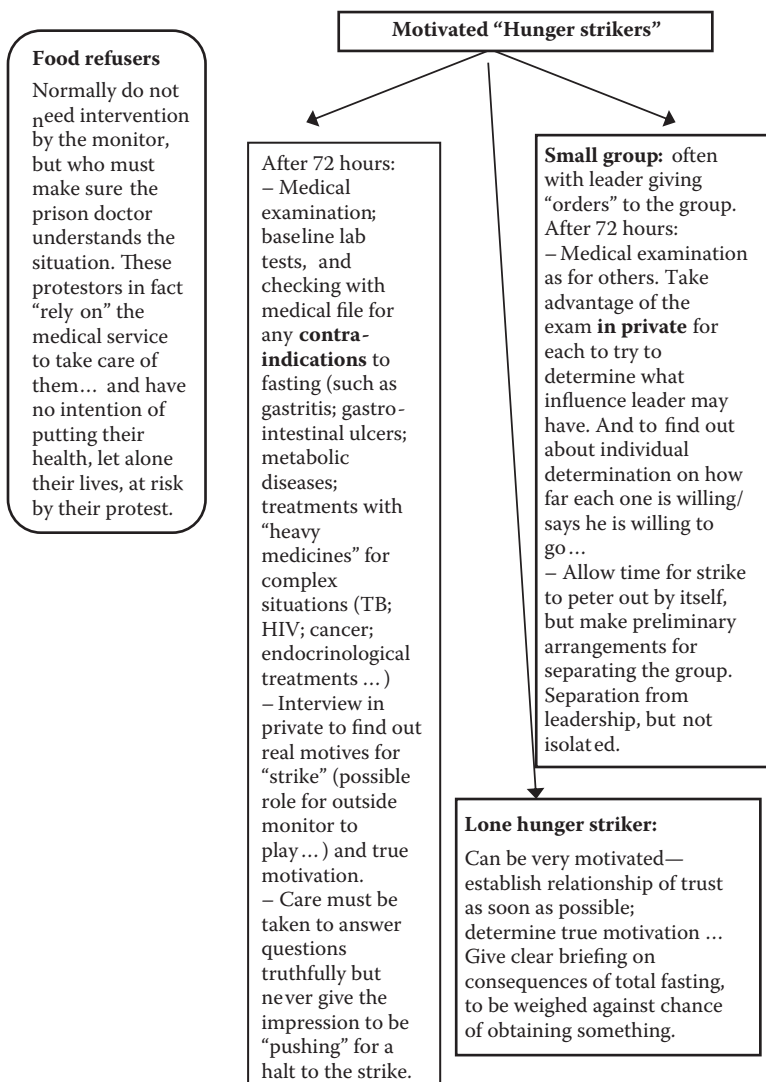 Food refusers
Normally do not
need intervention
by the monitor,
but who must
make sure the
prison doctor
understands the
situation. These
protestors in fact
“rely on” the
medical service
to take care of
them… and have
no intention of
putting their
health, let alone
their lives, at risk
by their protest.
Motivated “Hunger strikers”
After 72 hours:
– Medical
examination;
baseline lab
tests, and
checking with
medical file for
any contra-
indications to
fasting (such as
gastritis; gastro-
intestinal ulcers;
metabolic
diseases;
treatments with
“heavy
medicines” for
complex
situations (TB;
HIV; cancer;
endocrinological
treatments …)
– Interview in
private to find out
real motives for
“strike” (possible
role for outside
monitor to
play…) and true
motivation.
– Care must be
taken to answer
questions
truthfully but
never give the
impression to be
“pushing” for a
halt to the strike.
Small group: often
with leader giving
“orders” to the group.
After 72 hours:
– Medical examination
as for others. Take
advantage of the
exam in private for
each to try to
determine what
influence leader may
have. And to find out
about individual
determination on how
far each one is willing/
says he is willing to
go…
– Allow time for strike
to peter out by itself,
but make preliminary
arrangements for
separating the group.
Separation from
leadership, but not
isolated.
Lone hunger striker:
Can be very motivated—
establish relationship of trust
as soon as possible;
determine true motivation …
Give clear briefing on
consequences of total fasting,
to be weighed against chance
of obtaining something.